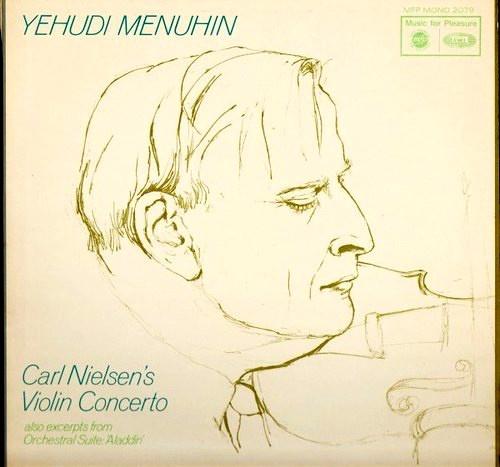 YEHUDI MENUHIN
MFP MONO 2079
Music for Pleasure
Carl Nielsen's
Violin Concerto
also excerpts from
Orchestral Suite: 'Aladdin'